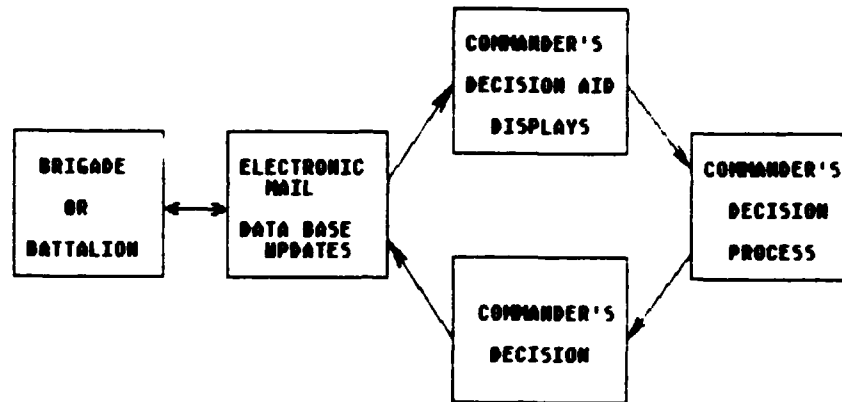 BRIGADE
OR
BATTALION
ELECTRONIC
MAIL
DATA BASE
UPDATES
COMMANDER'S
DECISION AID
DISPLAYS
COMMANDER'S
DECISION
PROCESS
COMMANDER'S
DECISION